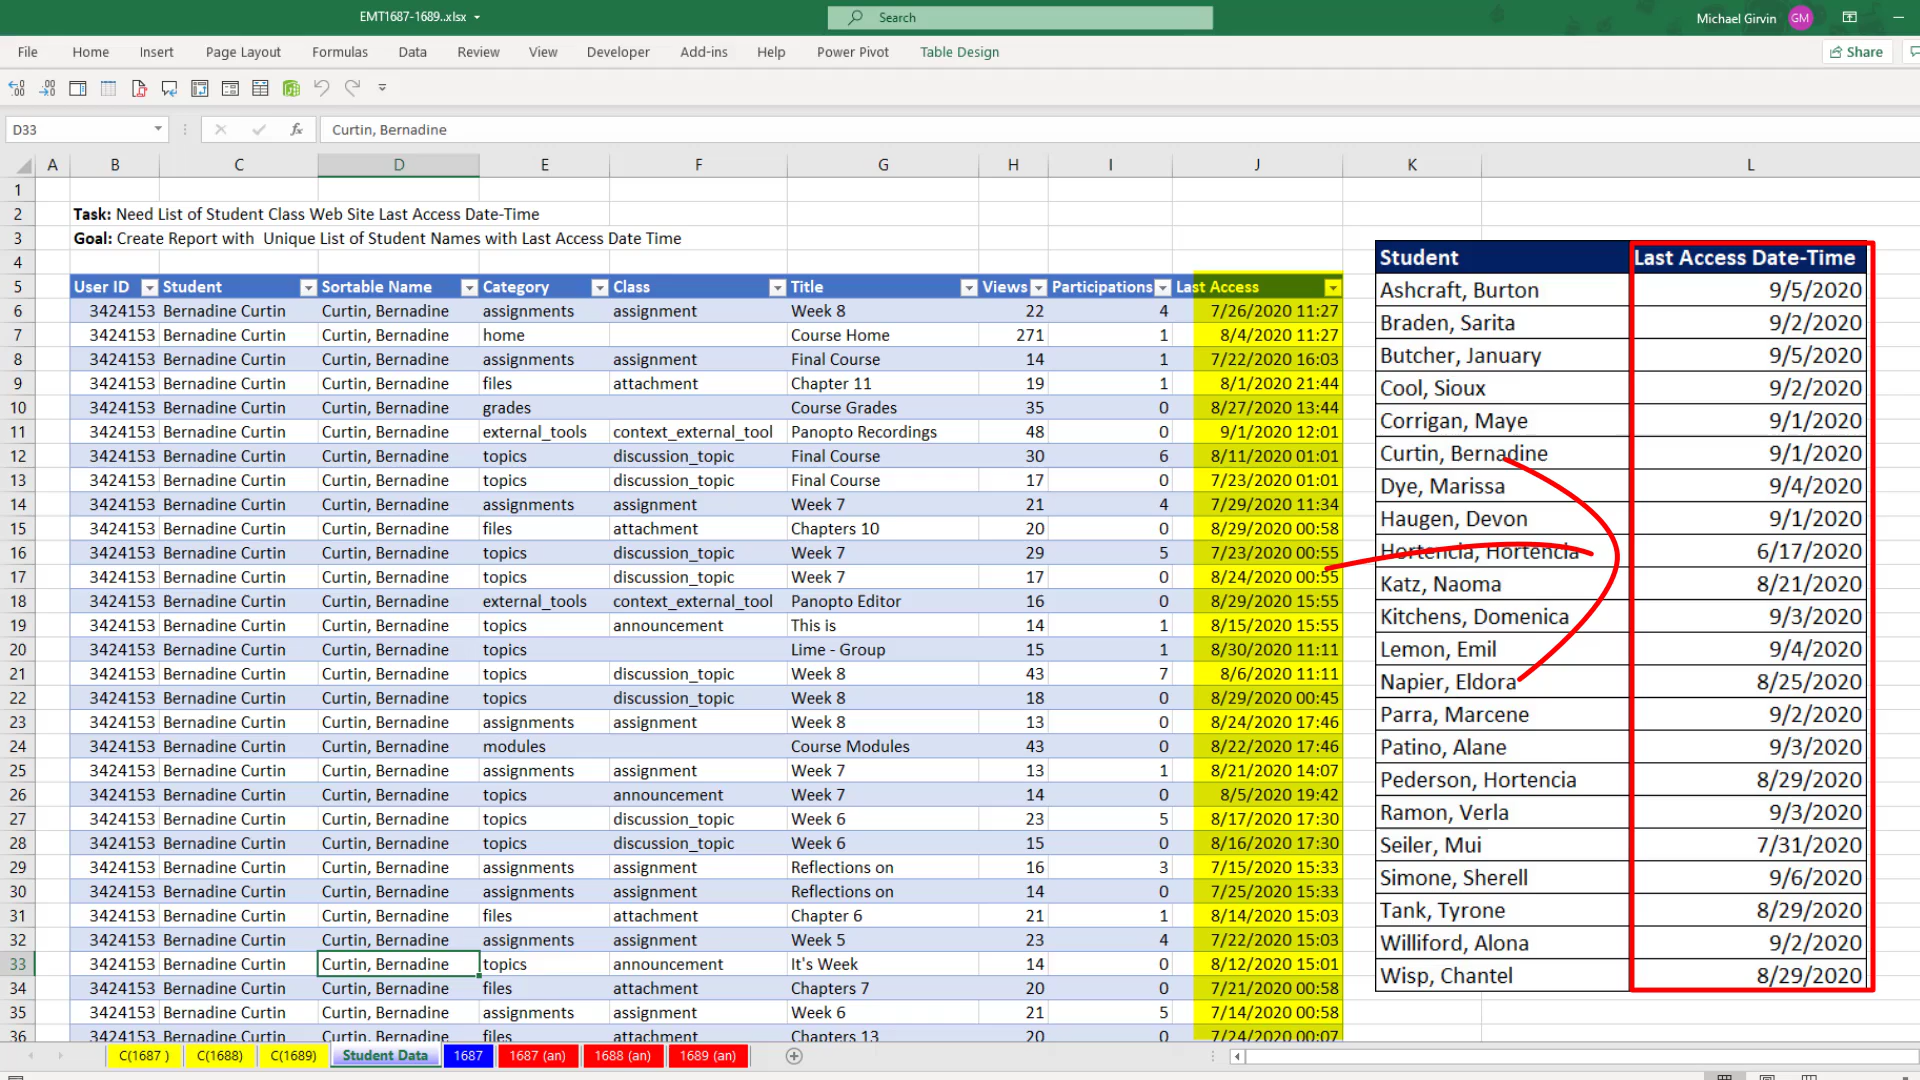 EMT1687-1689..xlsx
Search
Michael Girvin GM
File Home Insert Page Layout Formulas Data Review View Developer Add-ins Help Power Pivot Table Design Share
D33 fx Curtin, Bernadine
A B C D E F G H I J K L
1
2 Task: Need List of Student Class Web Site Last Access Date-Time
3 Goal: Create Report with Unique List of Student Names with Last Access Date Time
4
5 User ID Student Sortable Name Category Class Title Views Participations Last Access
6 3424153 Bernadine Curtin Curtin, Bernadine assignments assignment Week 8 22 4 7/26/2020 11:27
7 3424153 Bernadine Curtin Curtin, Bernadine home Course Home 271 1 8/4/2020 11:27
8 3424153 Bernadine Curtin Curtin, Bernadine assignments assignment Final Course 14 1 7/22/2020 16:03
9 3424153 Bernadine Curtin Curtin, Bernadine files attachment Chapter 11 19 1 8/1/2020 21:44
10 3424153 Bernadine Curtin Curtin, Bernadine grades Course Grades 35 0 8/27/2020 13:44
11 3424153 Bernadine Curtin Curtin, Bernadine external_tools context_external_tool Panopto Recordings 48 0 9/1/2020 12:01
12 3424153 Bernadine Curtin Curtin, Bernadine topics discussion_topic Final Course 30 6 8/11/2020 01:01
13 3424153 Bernadine Curtin Curtin, Bernadine topics discussion_topic Final Course 17 0 7/23/2020 01:01
14 3424153 Bernadine Curtin Curtin, Bernadine assignments assignment Week 7 21 4 7/29/2020 11:34
15 3424153 Bernadine Curtin Curtin, Bernadine files attachment Chapters 10 20 0 8/29/2020 00:58
16 3424153 Bernadine Curtin Curtin, Bernadine topics discussion_topic Week 7 29 5 7/23/2020 00:55
17 3424153 Bernadine Curtin Curtin, Bernadine topics discussion_topic Week 7 17 0 8/24/2020 00:55
18 3424153 Bernadine Curtin Curtin, Bernadine external_tools context_external_tool Panopto Editor 16 0 8/29/2020 15:55
19 3424153 Bernadine Curtin Curtin, Bernadine topics announcement This is 14 1 8/15/2020 15:55
20 3424153 Bernadine Curtin Curtin, Bernadine topics Lime - Group 15 1 8/30/2020 11:11
21 3424153 Bernadine Curtin Curtin, Bernadine topics discussion_topic Week 8 43 7 8/6/2020 11:11
22 3424153 Bernadine Curtin Curtin, Bernadine topics discussion_topic Week 8 18 0 8/29/2020 00:45
23 3424153 Bernadine Curtin Curtin, Bernadine assignments assignment Week 8 13 0 8/24/2020 17:46
24 3424153 Bernadine Curtin Curtin, Bernadine modules Course Modules 43 0 8/22/2020 17:46
25 3424153 Bernadine Curtin Curtin, Bernadine assignments assignment Week 7 13 1 8/21/2020 14:07
26 3424153 Bernadine Curtin Curtin, Bernadine topics announcement Week 7 14 0 8/5/2020 19:42
27 3424153 Bernadine Curtin Curtin, Bernadine topics discussion_topic Week 6 23 5 8/17/2020 17:30
28 3424153 Bernadine Curtin Curtin, Bernadine topics discussion_topic Week 6 15 0 8/16/2020 17:30
29 3424153 Bernadine Curtin Curtin, Bernadine assignments assignment Reflections on 16 3 7/15/2020 15:33
30 3424153 Bernadine Curtin Curtin, Bernadine assignments assignment Reflections on 14 0 7/25/2020 15:33
31 3424153 Bernadine Curtin Curtin, Bernadine files attachment Chapter 6 21 1 8/14/2020 15:03
32 3424153 Bernadine Curtin Curtin, Bernadine assignments assignment Week 5 23 4 7/22/2020 15:03
33 3424153 Bernadine Curtin Curtin, Bernadine topics announcement It's Week 14 0 8/12/2020 15:01
34 3424153 Bernadine Curtin Curtin, Bernadine files attachment Chapters 7 20 0 7/21/2020 00:58
35 3424153 Bernadine Curtin Curtin, Bernadine assignments assignment Week 6 21 5 7/14/2020 00:58
36 3424153 Bernadine Curtin Curtin, Bernadine files attachment Chapters 13 20 0 7/24/2020 00:07
Student Last Access Date-Time
Ashcraft, Burton 9/5/2020
Braden, Sarita 9/2/2020
Butcher, January 9/5/2020
Cool, Sioux 9/2/2020
Corrigan, Maye 9/1/2020
Curtin, Bernadine 9/1/2020
Dye, Marissa 9/4/2020
Haugen, Devon 9/1/2020
Hortencia, Hortencia 6/17/2020
Katz, Naoma 8/21/2020
Kitchens, Domenica 9/3/2020
Lemon, Emil 9/4/2020
Napier, Eldora 8/25/2020
Parra, Marcene 9/2/2020
Patino, Alane 9/3/2020
Pederson, Hortencia 8/29/2020
Ramon, Verla 9/3/2020
Seiler, Mui 7/31/2020
Simone, Sherell 9/6/2020
Tank, Tyrone 8/29/2020
Williford, Alona 9/2/2020
Wisp, Chantel 8/29/2020
C(1687 ) C(1688) C(1689) Student Data 1687 1687 (an) 1688 (an) 1689 (an)